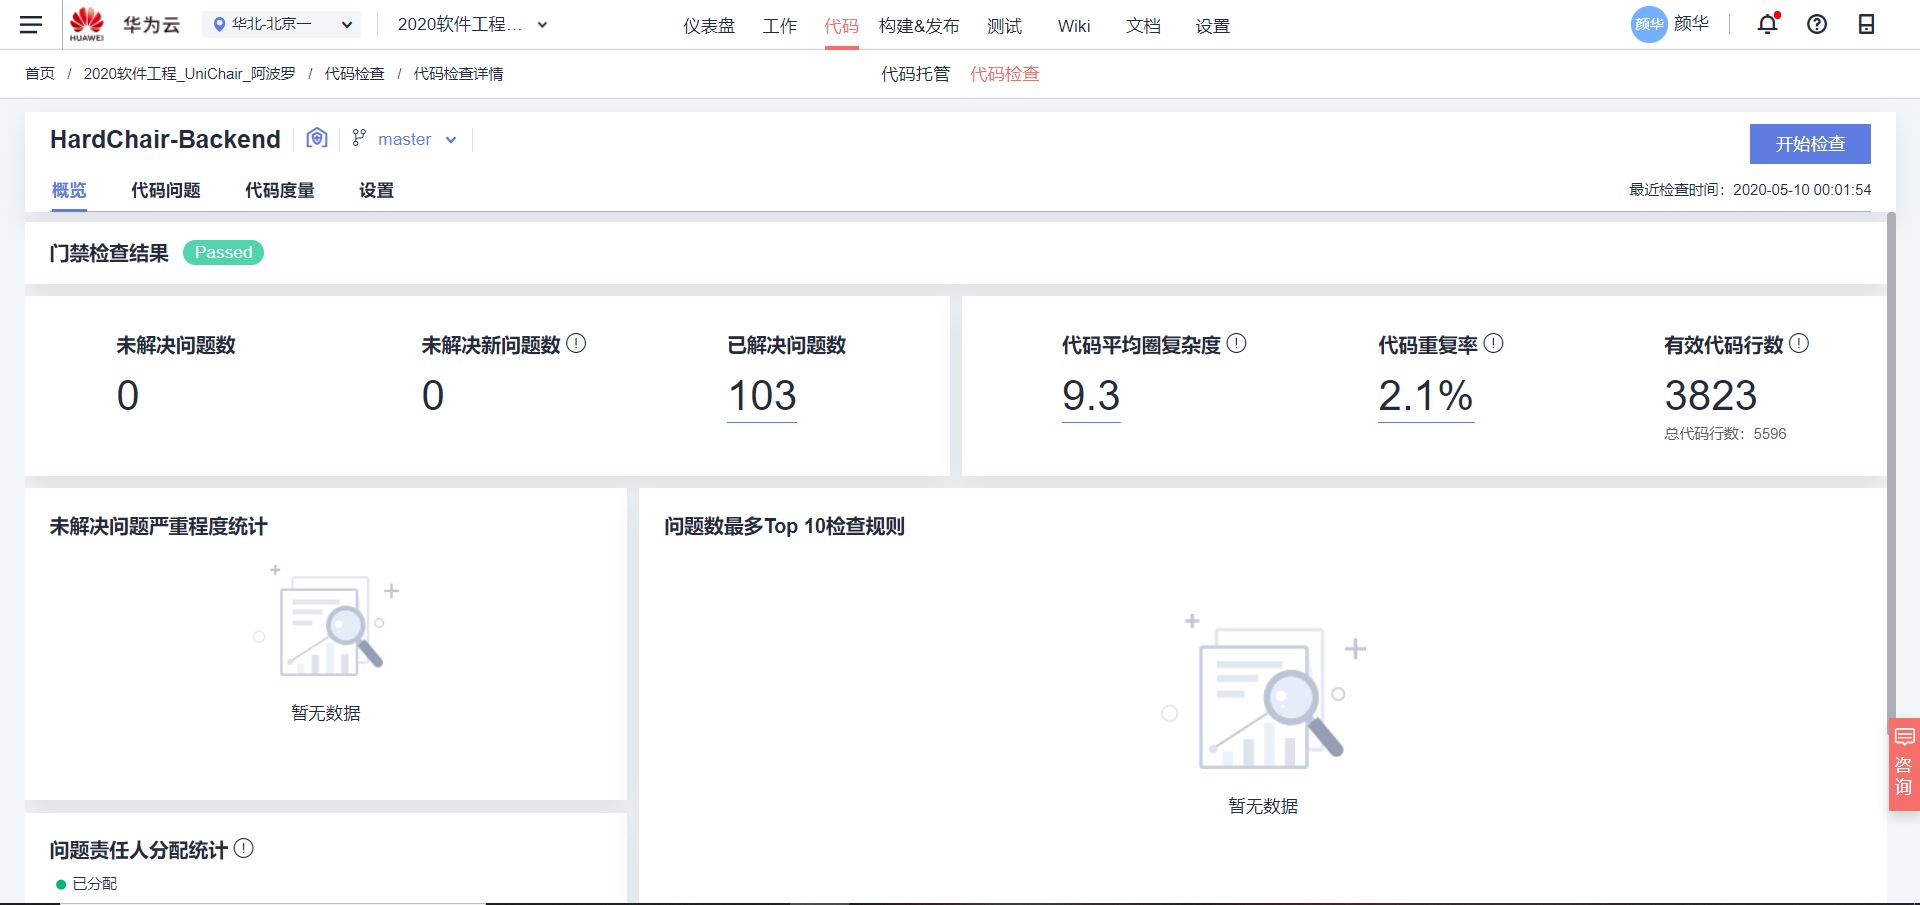 HUAWEI
华为云
华北-北京一
2020软件工程...
仪表盘
工作
代码
构建&发布
测试
Wiki
文档
设置
颜华
颜华
首页 / 2020软件工程_UniChair_阿波罗 / 代码检查 / 代码检查详情
代码托管
代码检查
HardChair-Backend
master
开始检查
概览
代码问题
代码度量
设置
最近检查时间：2020-05-10 00:01:54
门禁检查结果
Passed
未解决问题数
0
未解决新问题数
0
已解决问题数
103
代码平均圈复杂度
9.3
代码重复率
2.1%
有效代码行数
3823
总代码行数：5596
未解决问题严重程度统计
暂无数据
问题数最多Top 10检查规则
暂无数据
咨询
问题责任人分配统计
已分配